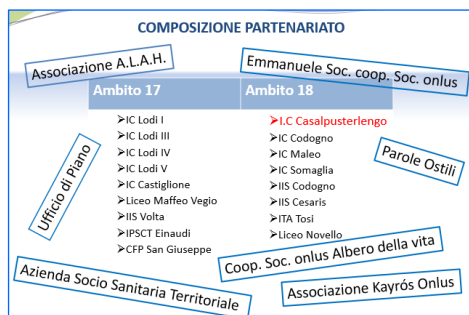 COMPOSIZIONE PARTENARIATO
Associazione A.L.A.H.
Emmanuele Soc. coop. Soc. onlus
Ambito 17
Ambito 18
➢IC Lodi I
➢IC Lodi III
➢IC Lodi IV
➢IC Lodi V
➢IC Castiglione
➢Liceo Maffeo Vegio
➢IIS Volta
➢IPSCT Einaudi
➢CFP San Giuseppe
➢I.C Casalpusterlengo
➢IC Codogno
➢IC Maleo
➢IC Somaglia
➢IIS Codogno
➢IIS Cesaris
➢ITA Tosi
➢Liceo Novello
Ufficio di Piano
Parole Ostili
Coop. Soc. onlus Albero della vita
Azienda Socio Sanitaria Territoriale
Associazione Kayrós Onlus